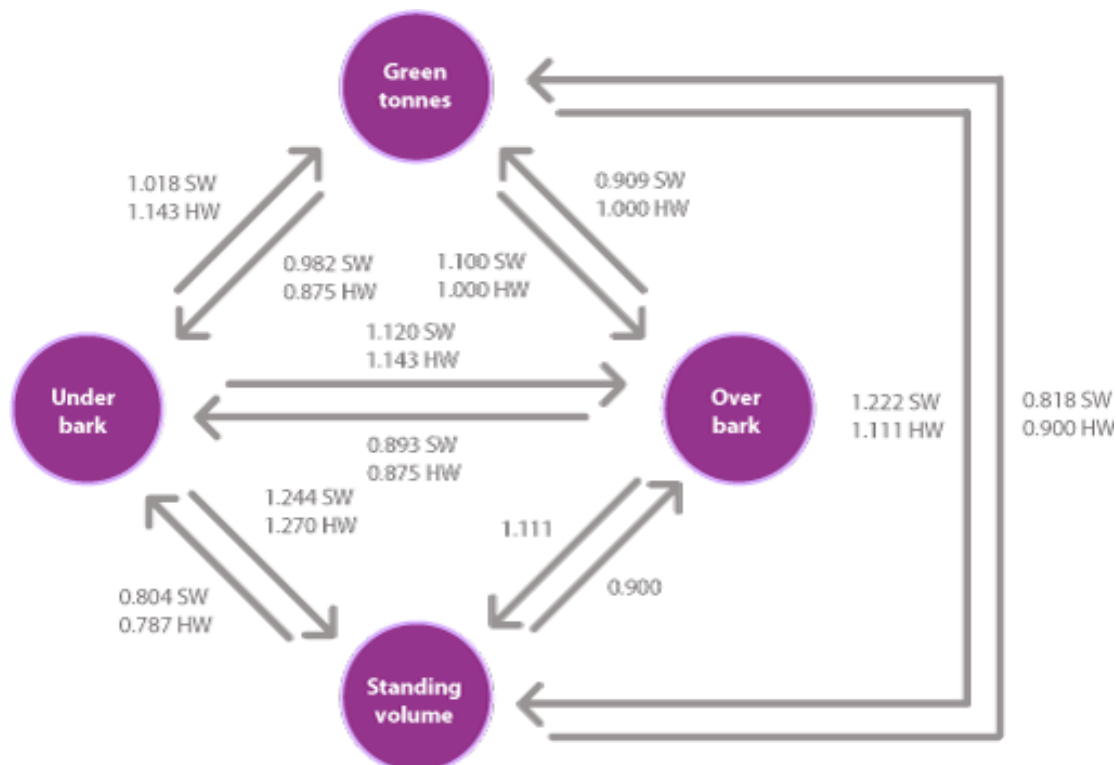 Green
tonnes
1.018 SW
1.143 HW
0.909 SW
1.000 HW
0.982 SW
0.875 HW
1.100 SW
1.000 HW
1.120 SW
1.143 HW
Under
bark
Over
bark
1.222 SW
1.111 HW
0.818 SW
0.900 HW
0.893 SW
0.875 HW
1.244 SW
1.270 HW
1.111
0.804 SW
0.787 HW
0.900
Standing
volume